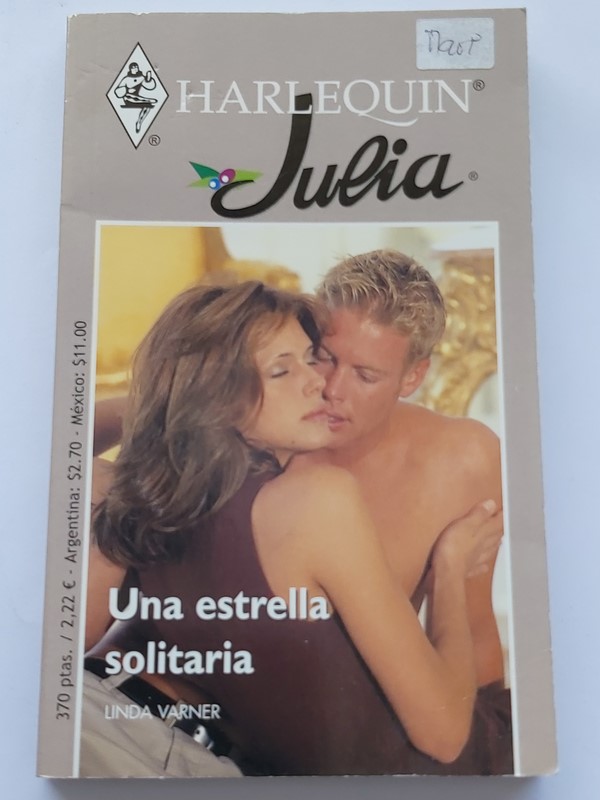 HARLEQUIN®
Julia®
®
Una estrella
solitaria
LINDA VARNER
370 ptas. / 2,22 € - Argentina: $2.70 - México: $11.00